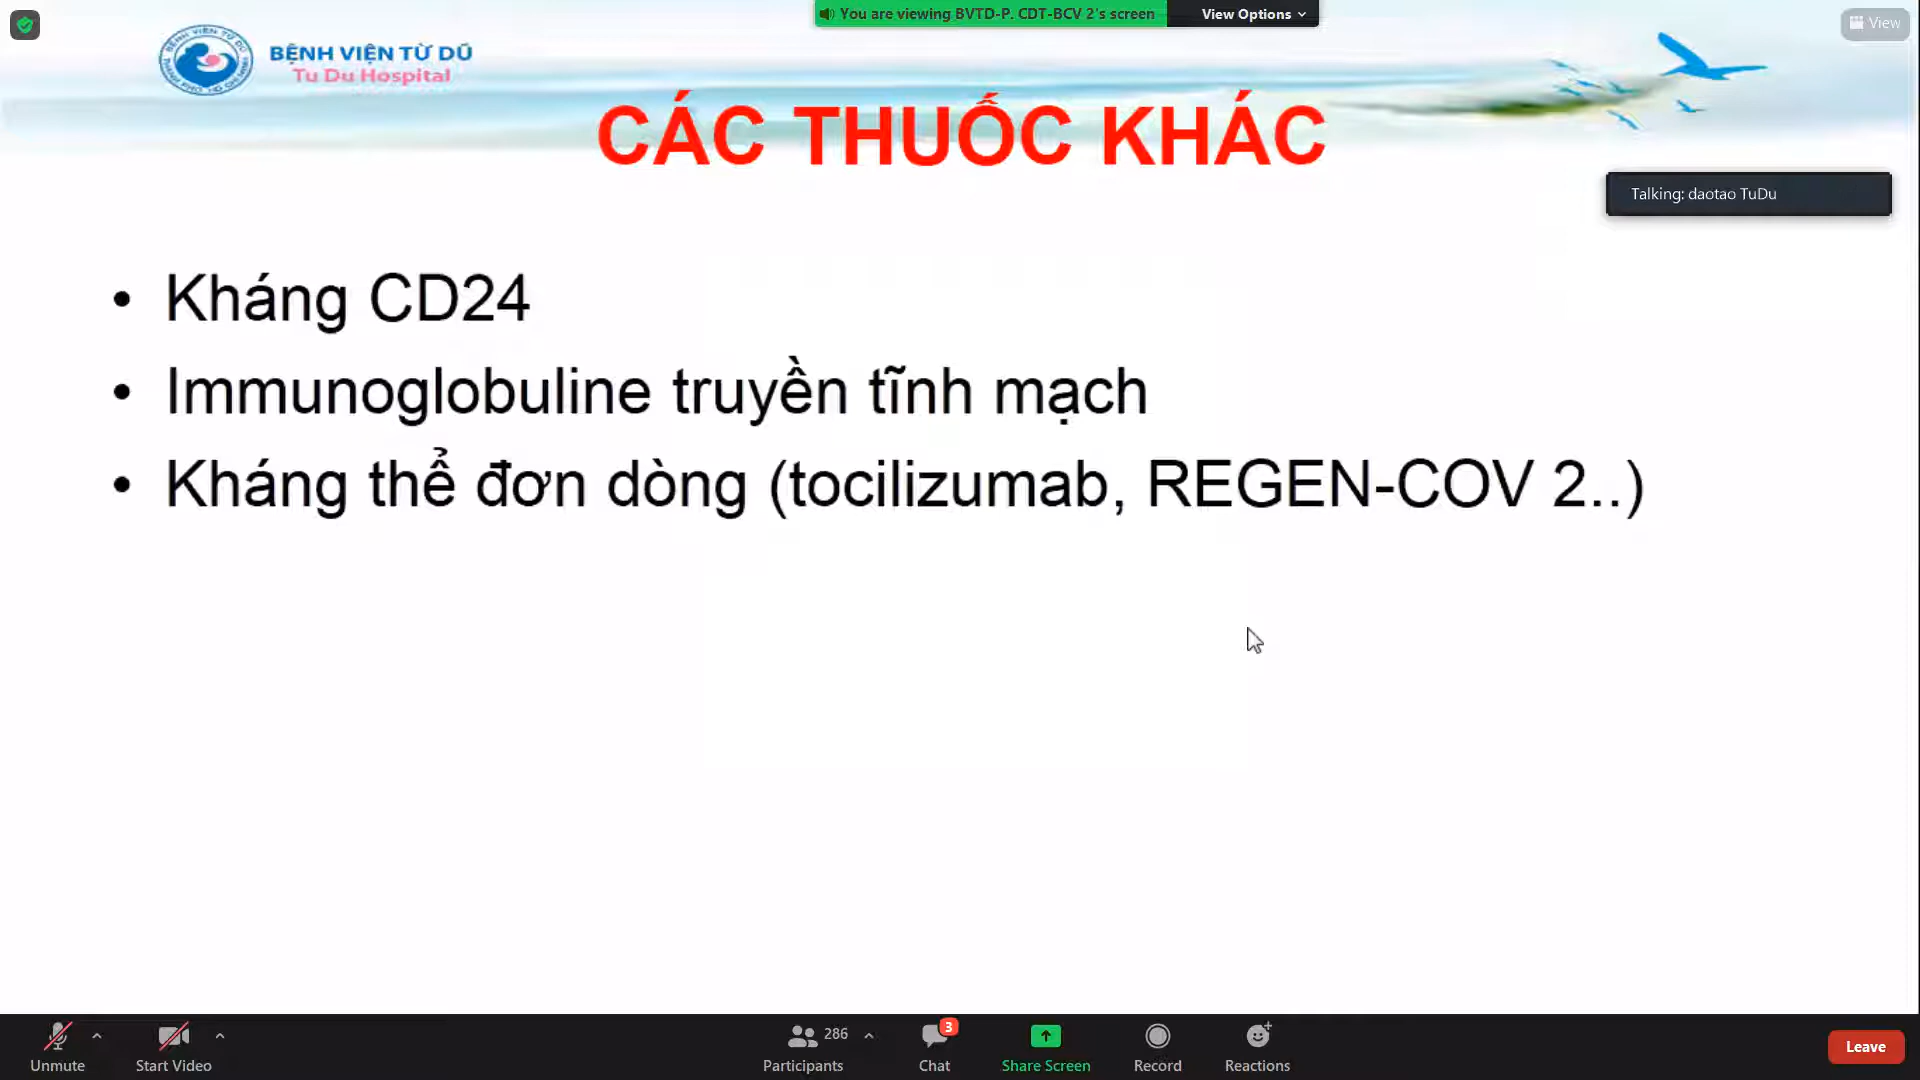 You are viewing BVTD-P. CDT-BCV 2's screen
View Options
View
BỆNH VIỆN TỪ DŨ
Tu Du Hospital
CÁC THUỐC KHÁC
Talking: daotao TuDu
• Kháng CD24
• Immunoglobuline truyền tĩnh mạch
• Kháng thể đơn dòng (tocilizumab, REGEN-COV 2..)
Unmute
Start Video
286
Participants
3
Chat
Share Screen
Record
Reactions
Leave